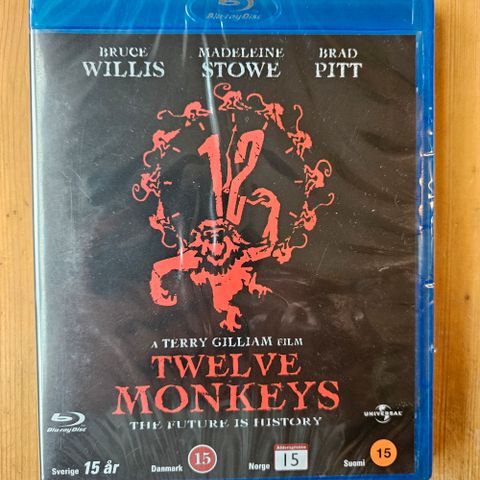 Blu-ray Disc
BRUCE WILLIS
MADELEINE STOWE
BRAD PITT
12
A TERRY GILLIAM FILM
TWELVE
MONKEYS
THE FUTURE IS HISTORY
Blu-ray Disc
UNIVERSAL
Sverige 15 år
Danmark 15
Norge 15
Suomi 15